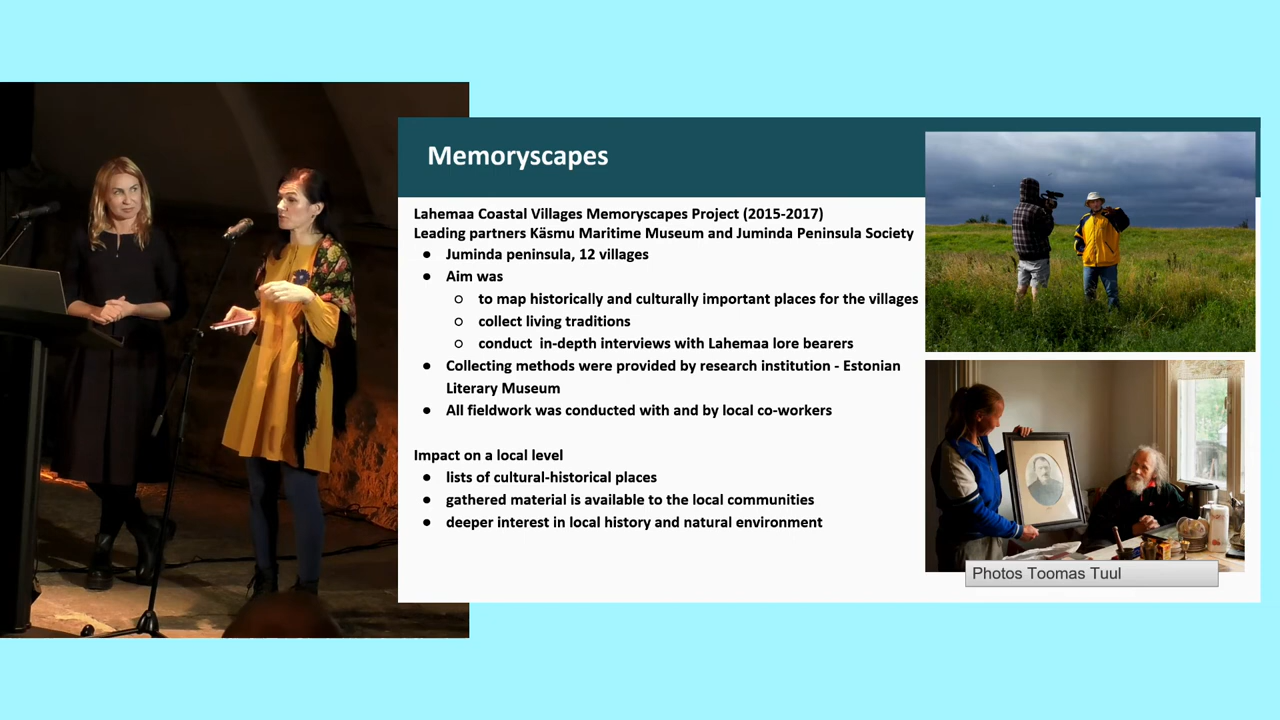 Memoryscapes
Lahemaa Coastal Villages Memoryscapes Project (2015-2017)
Leading partners Käsmu Maritime Museum and Juminda Peninsula Society
● Juminda peninsula, 12 villages
● Aim was
○ to map historically and culturally important places for the villages
○ collect living traditions
○ conduct in-depth interviews with Lahemaa lore bearers
● Collecting methods were provided by research institution - Estonian
Literary Museum
● All fieldwork was conducted with and by local co-workers
Impact on a local level
● lists of cultural-historical places
● gathered material is available to the local communities
● deeper interest in local history and natural environment
Photos Toomas Tuul